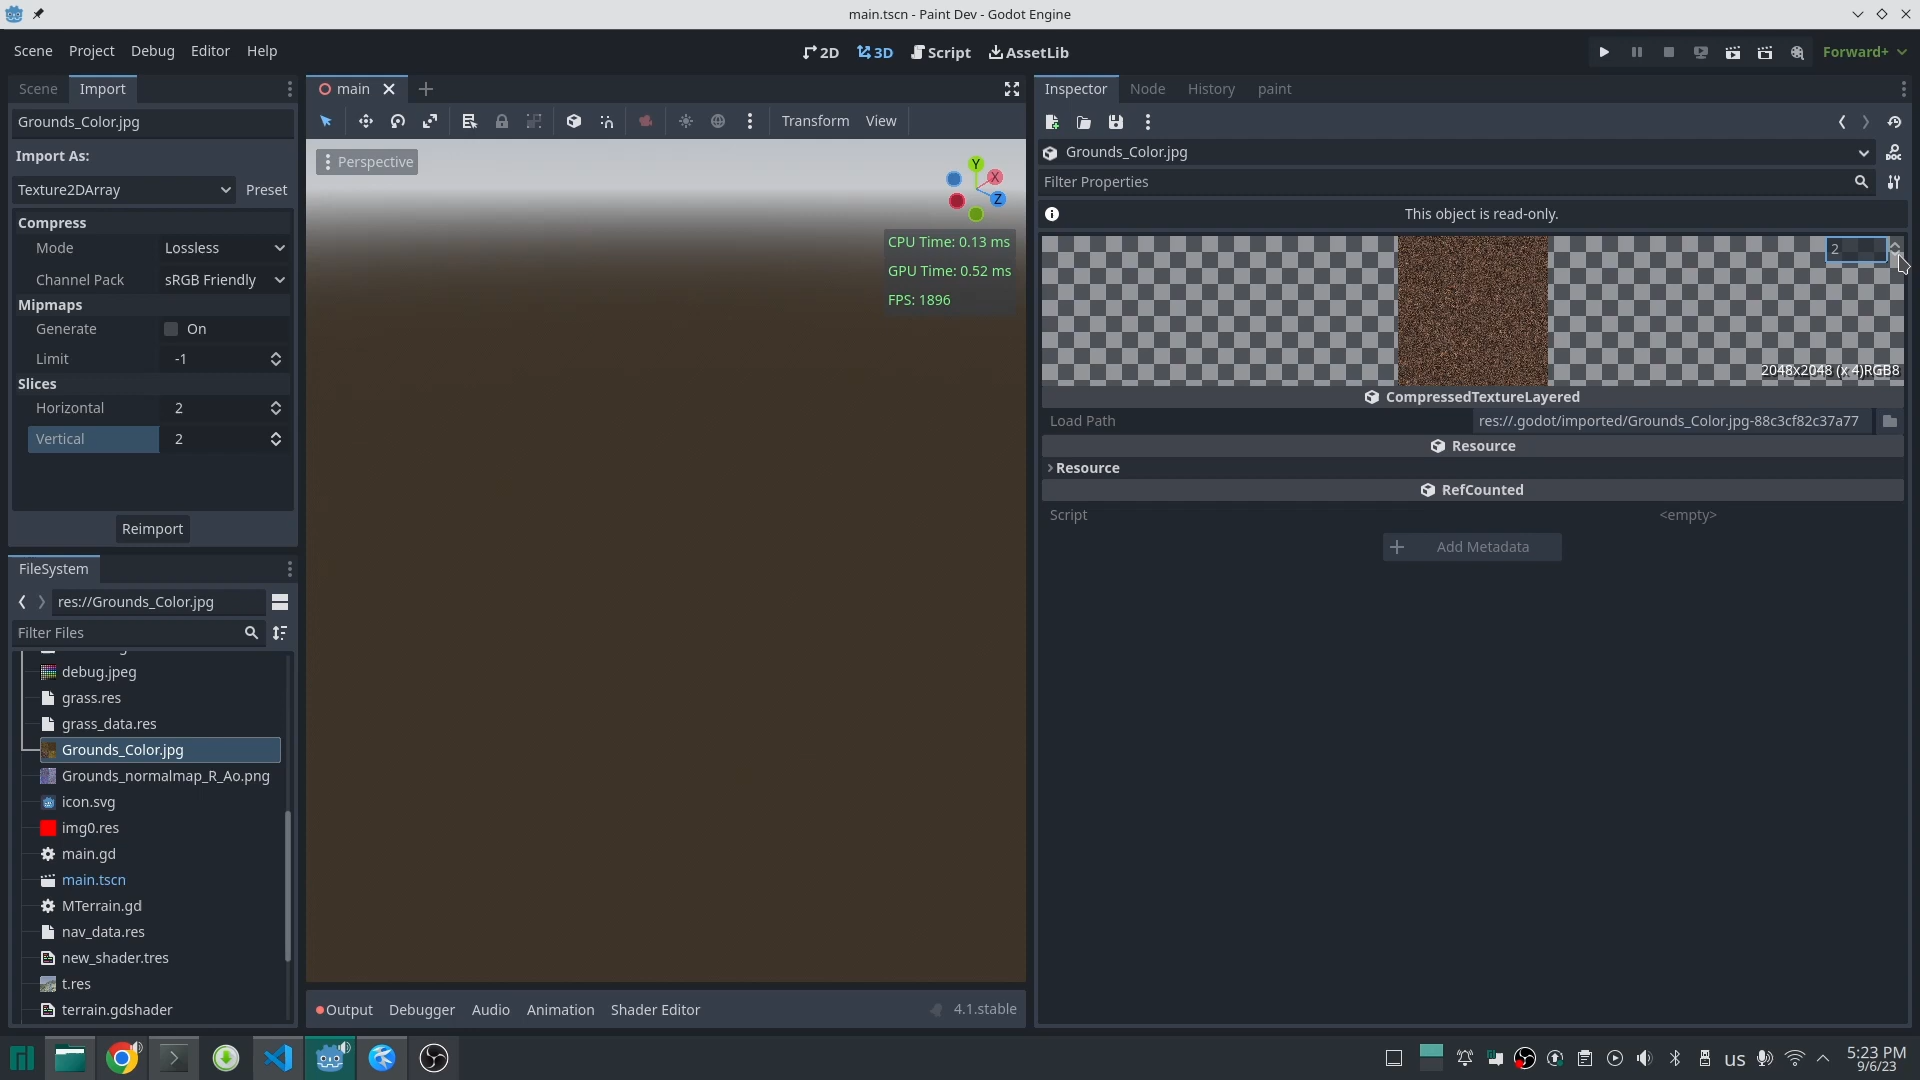 main.tscn - Paint Dev - Godot Engine
Scene Project Debug Editor Help
2D 3D Script AssetLib
Forward+
Scene Import
Grounds_Color.jpg
Import As:
Texture2DArray Preset
Compress
Mode Lossless
Channel Pack sRGB Friendly
Mipmaps
Generate On
Limit -1
Slices
Horizontal 2
Vertical 2
Reimport
FileSystem
res://Grounds_Color.jpg
Filter Files
debug.jpeg
grass.res
grass_data.res
Grounds_Color.jpg
Grounds_normalmap_R_Ao.png
icon.svg
img0.res
main.gd
main.tscn
MTerrain.gd
nav_data.res
new_shader.tres
t.res
terrain.gdshader
main
Transform View
Perspective
Y
X
Z
CPU Time: 0.13 ms
GPU Time: 0.52 ms
FPS: 1896
Output Debugger Audio Animation Shader Editor 4.1.stable
Inspector Node History paint
Grounds_Color.jpg
Filter Properties
This object is read-only.
2
2048x2048 (x 4)RGB8
CompressedTextureLayered
Load Path res://.godot/imported/Grounds_Color.jpg-88c3cf82c37a77
Resource
Resource
RefCounted
Script <empty>
Add Metadata
us
5:23 PM
9/6/23